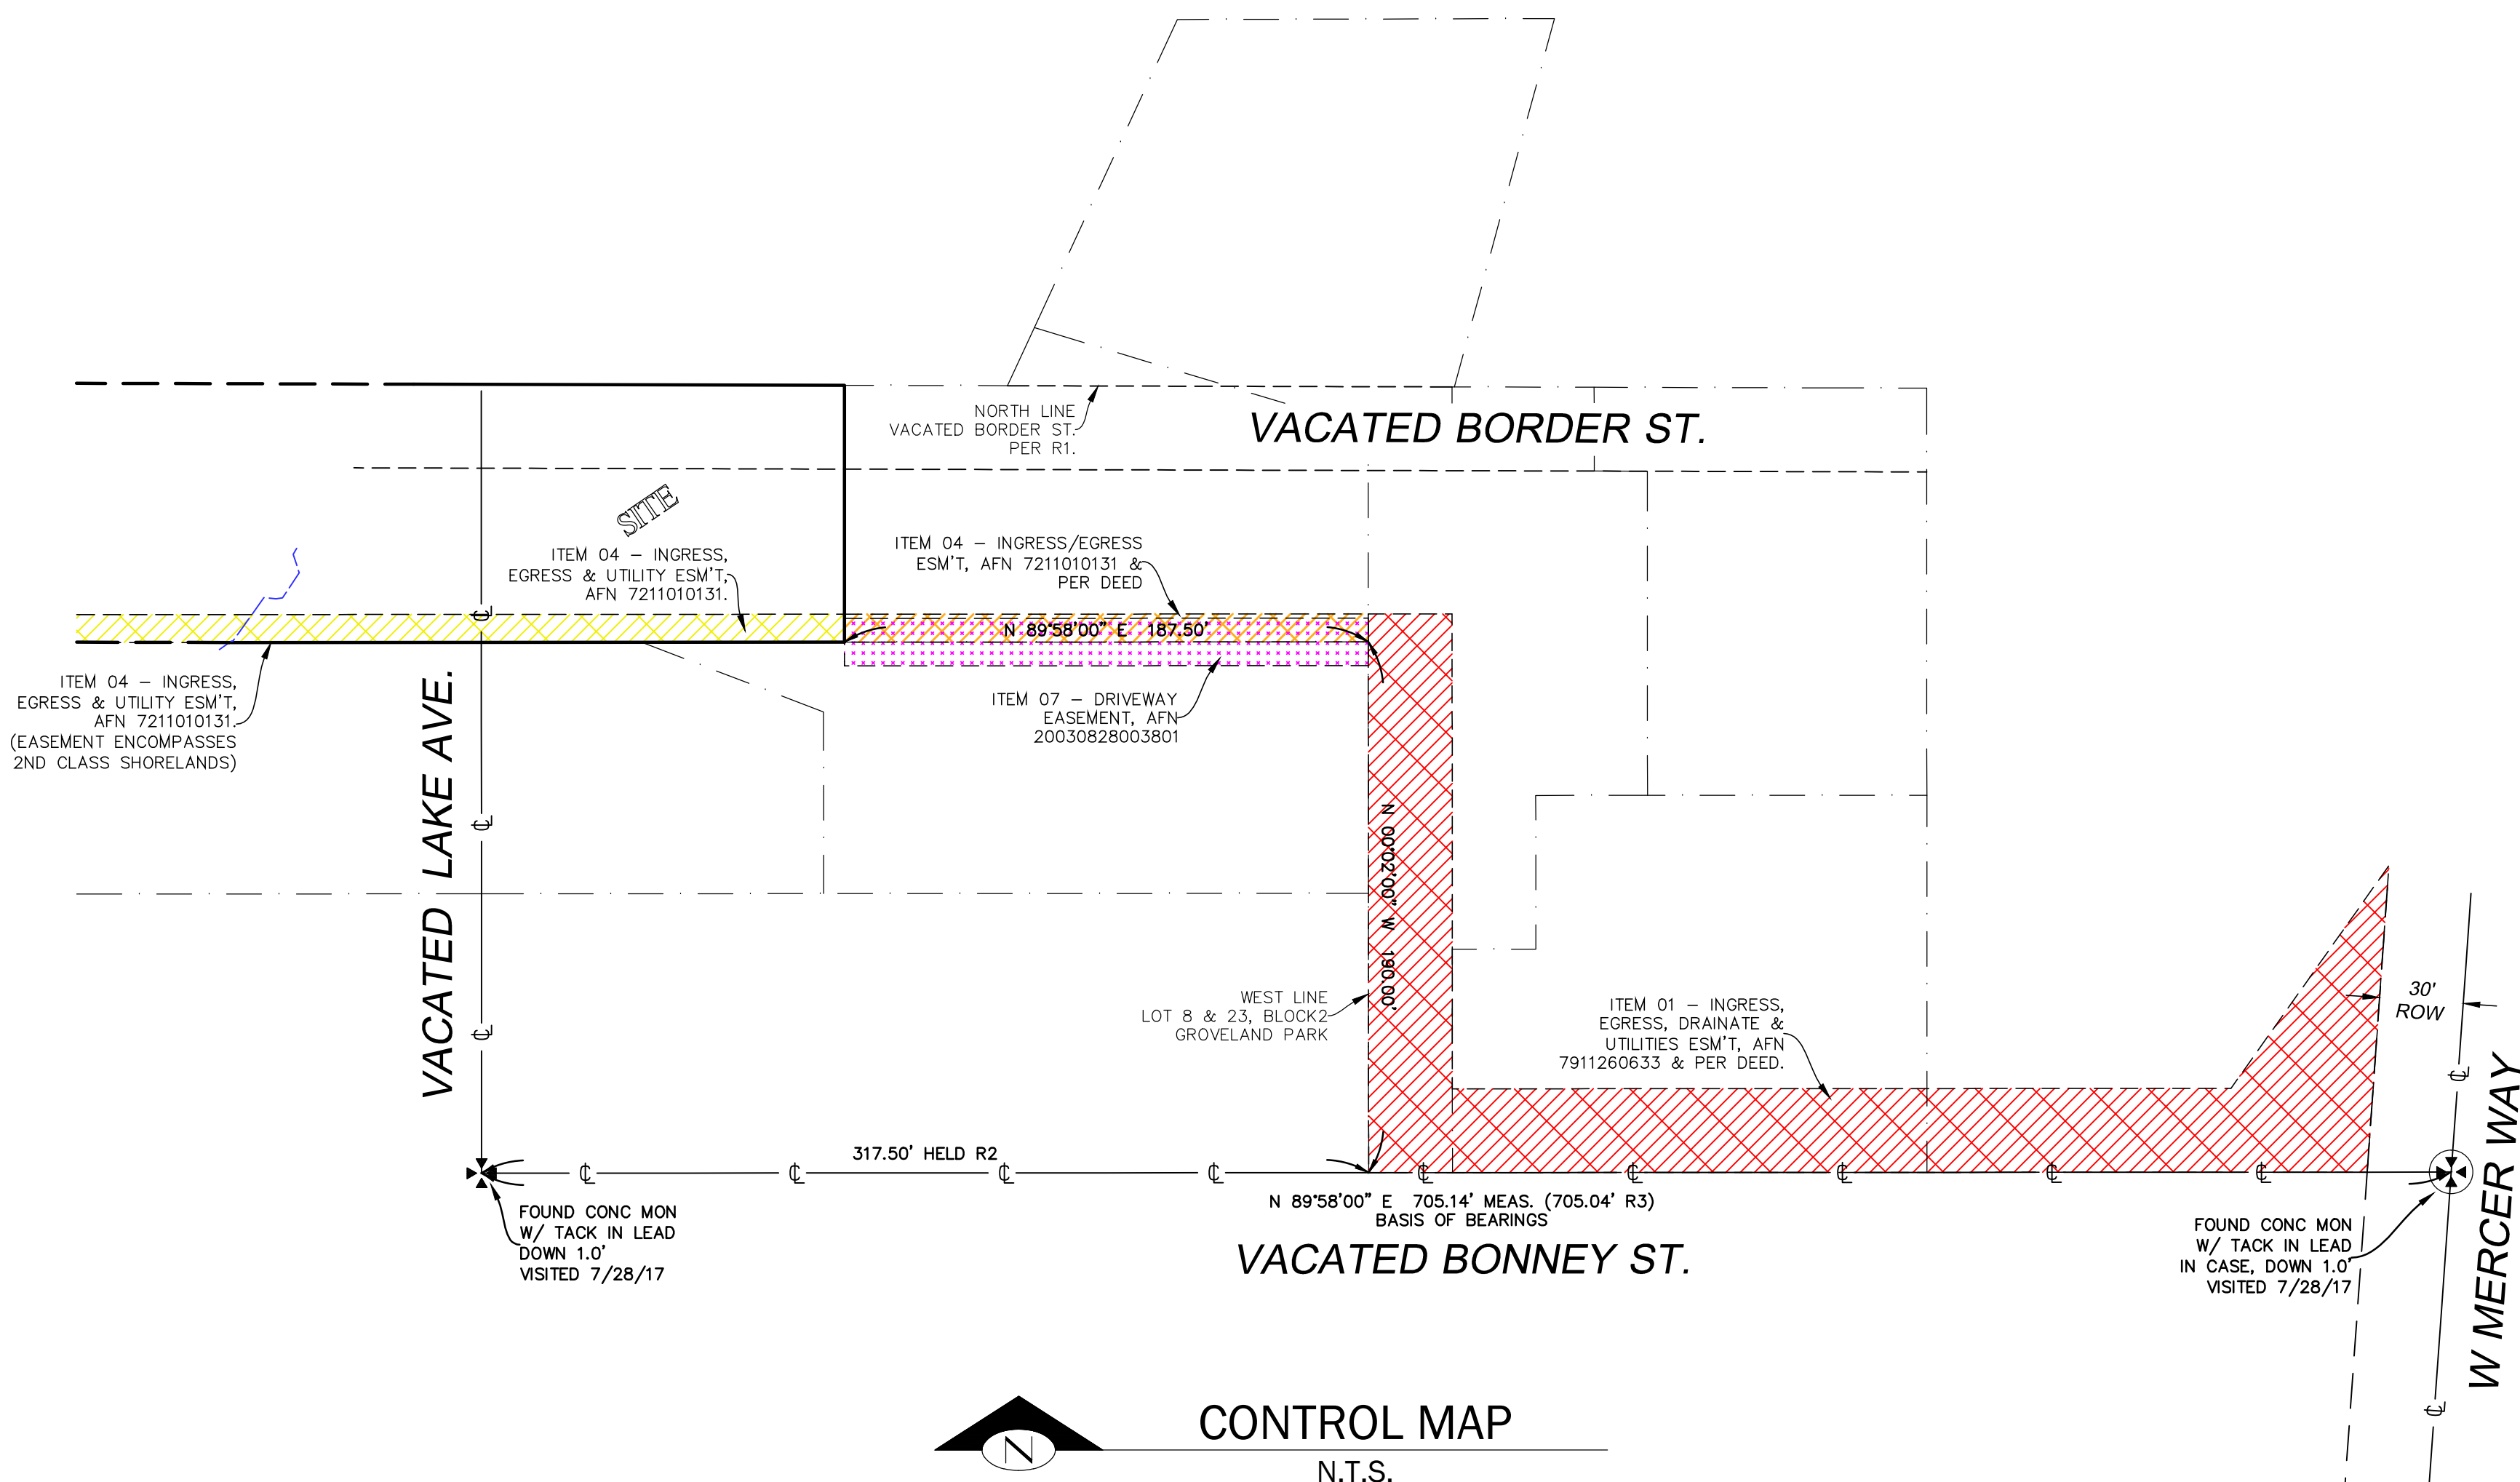 NORTH LINE
VACATED BORDER ST.
PER R1.
VACATED BORDER ST.
SITE
ITEM 04 – INGRESS,
EGRESS & UTILITY ESM'T,
AFN 7211010131.
ITEM 04 – INGRESS/EGRESS
ESM'T, AFN 7211010131 &
PER DEED
N 89°58'00" E 187.50'
ITEM 04 – INGRESS,
EGRESS & UTILITY ESM'T,
AFN 7211010131.
(EASEMENT ENCOMPASSES
2ND CLASS SHORELANDS)
ITEM 07 – DRIVEWAY
EASEMENT, AFN
20030828003801
VACATED LAKE AVE.
N 00°02'00" W 190.00'
WEST LINE
LOT 8 & 23, BLOCK2
GROVELAND PARK
ITEM 01 – INGRESS,
EGRESS, DRAINATE &
UTILITIES ESM'T, AFN
7911260633 & PER DEED.
30'
ROW
W MERCER WAY
317.50' HELD R2
N 89°58'00" E 705.14' MEAS. (705.04' R3)
BASIS OF BEARINGS
VACATED BONNEY ST.
FOUND CONC MON
W/ TACK IN LEAD
DOWN 1.0'
VISITED 7/28/17
FOUND CONC MON
W/ TACK IN LEAD
IN CASE, DOWN 1.0'
VISITED 7/28/17
N
CONTROL MAP
N.T.S.